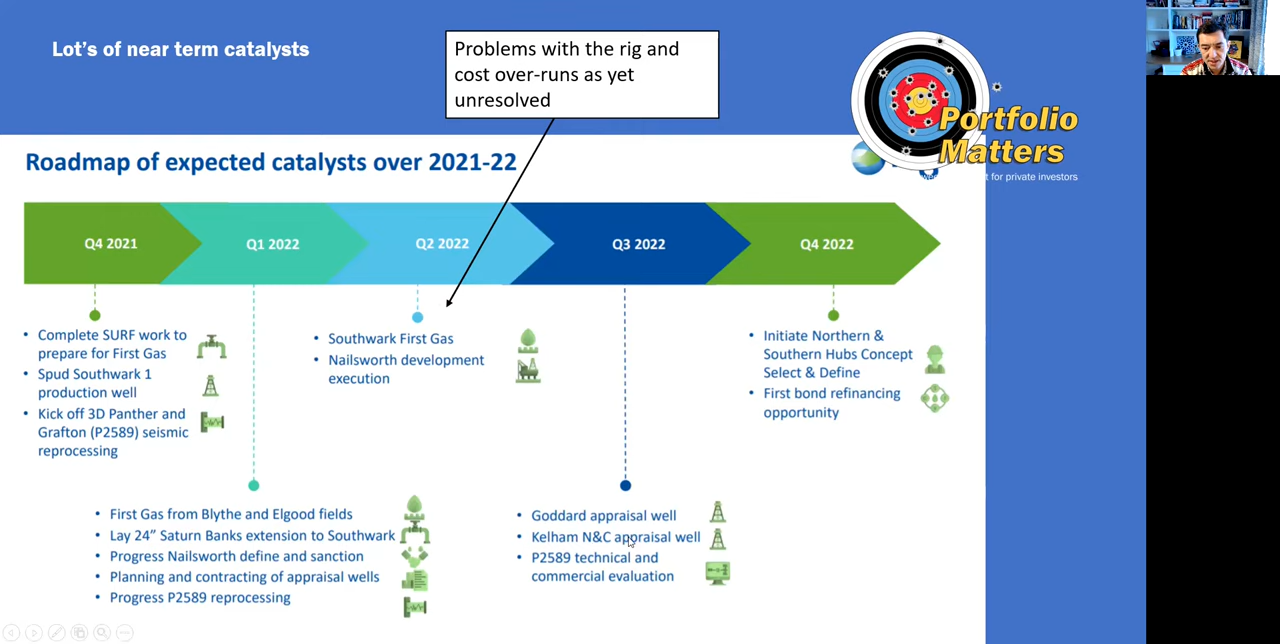 Lot’s of near term catalysts
Problems with the rig and
cost over-runs as yet
unresolved
Portfolio
Matters
t for private investors
Roadmap of expected catalysts over 2021-22
Q4 2021
Q1 2022
Q2 2022
Q3 2022
Q4 2022
• Complete SURF work to
prepare for First Gas
• Spud Southwark 1
production well
• Kick off 3D Panther and
Grafton (P2589) seismic
reprocessing
• Southwark First Gas
• Nailsworth development
execution
• Initiate Northern &
Southern Hubs Concept
Select & Define
• First bond refinancing
opportunity
• First Gas from Blythe and Elgood fields
• Lay 24” Saturn Banks extension to Southwark
• Progress Nailsworth define and sanction
• Planning and contracting of appraisal wells
• Progress P2589 reprocessing
• Goddard appraisal well
• Kelham N&C appraisal well
• P2589 technical and
commercial evaluation